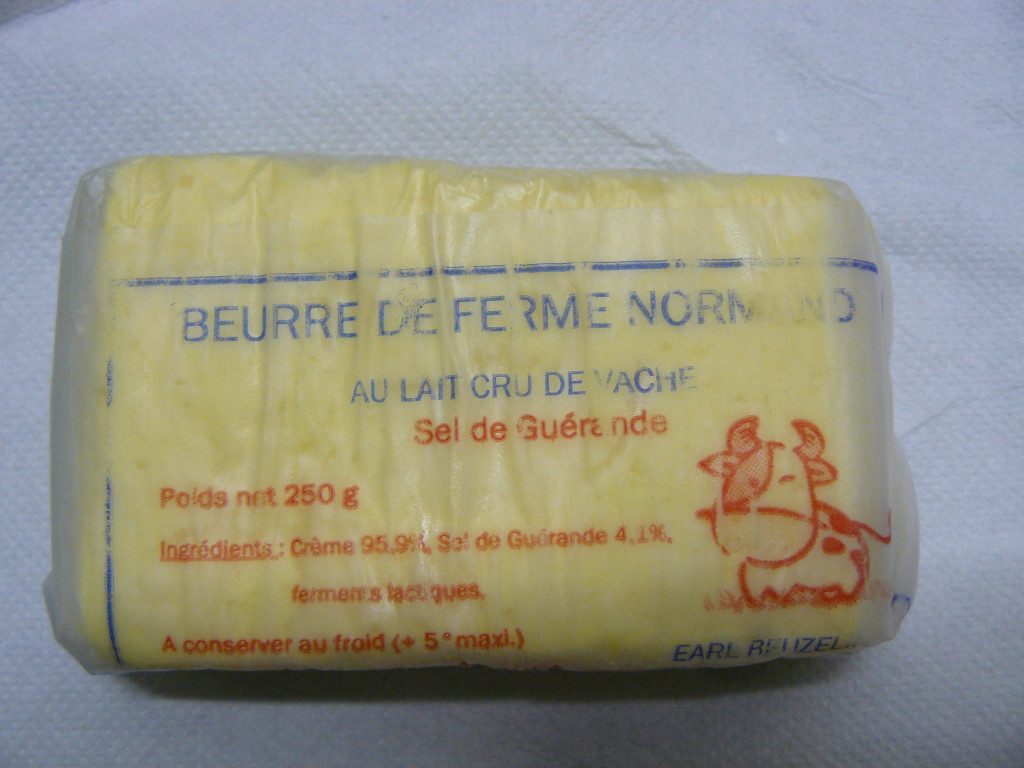 BEURRE DE FERME NORMAND
AU LAIT CRU DE VACHE
Sel de Guérande
Poids net 250 g
Ingrédients : Crème 95,9%, Sel de Guérande 4,1%,
ferments lactiques.
A conserver au froid (+ 5° maxi.)
EARL